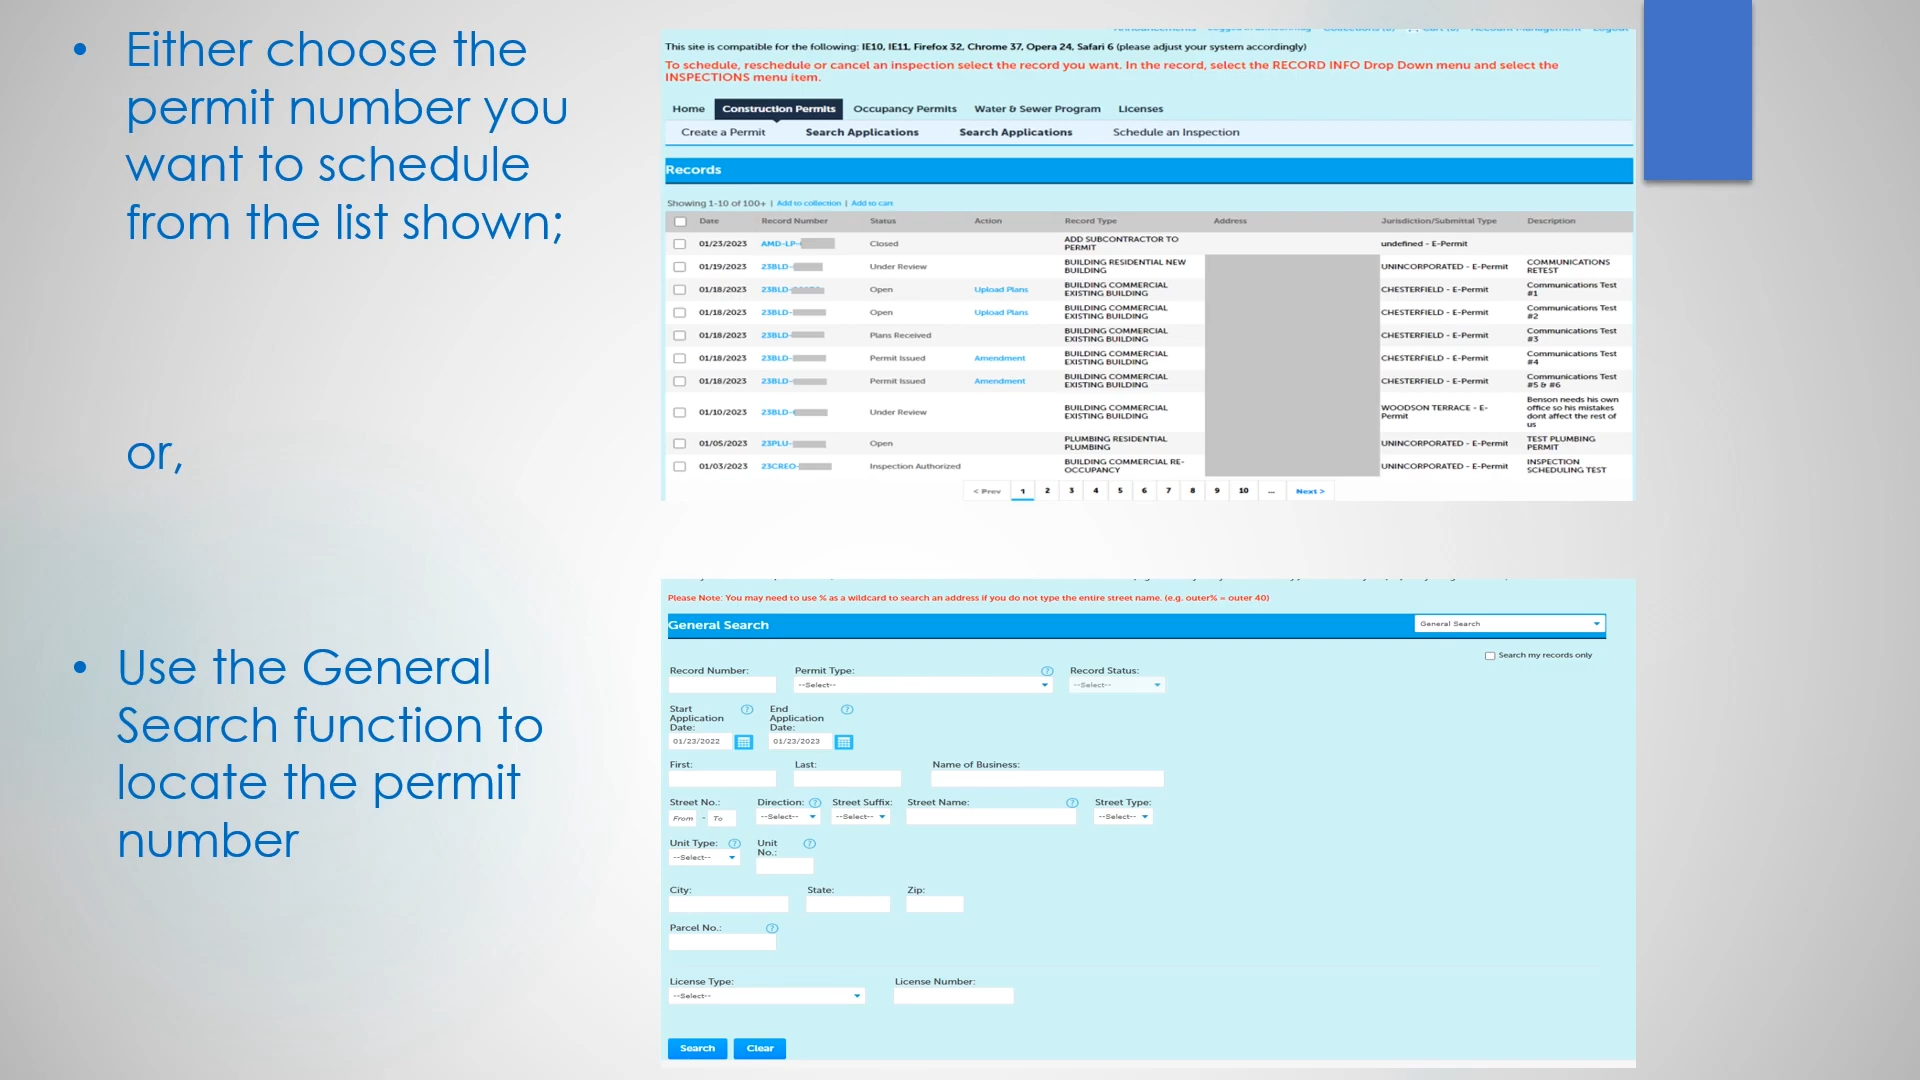 • Either choose the
permit number you
want to schedule
from the list shown;
or,
• Use the General
Search function to
locate the permit
number
This site is compatible for the following: IE10, IE11, Firefox 32, Chrome 37, Opera 24, Safari 6 (please adjust your system accordingly)
To schedule, reschedule or cancel an inspection select the record you want. In the record, select the RECORD INFO Drop Down menu and select the
INSPECTIONS menu item.
Home Construction Permits Occupancy Permits Water & Sewer Program Licenses
Create a Permit Search Applications Search Applications Schedule an Inspection
Records
Showing 1-10 of 100+ | Add to collection | Add to cart
Date Record Number Status Action Record Type Address Jurisdiction/Submittal Type Description
01/23/2023 AMD-LP- Closed ADD SUBCONTRACTOR TO
PERMIT undefined - E-Permit
01/19/2023 23BLD- Under Review BUILDING RESIDENTIAL NEW
BUILDING UNINCORPORATED - E-Permit COMMUNICATIONS
RETEST
01/18/2023 23BLD- Open Upload Plans BUILDING COMMERCIAL
EXISTING BUILDING CHESTERFIELD - E-Permit Communications Test
#1
01/18/2023 23BLD- Open Upload Plans BUILDING COMMERCIAL
EXISTING BUILDING CHESTERFIELD - E-Permit Communications Test
#2
01/18/2023 23BLD- Plans Received BUILDING COMMERCIAL
EXISTING BUILDING CHESTERFIELD - E-Permit Communications Test
#3
01/18/2023 23BLD- Permit Issued Amendment BUILDING COMMERCIAL
EXISTING BUILDING CHESTERFIELD - E-Permit Communications Test
#4
01/18/2023 23BLD- Permit Issued Amendment BUILDING COMMERCIAL
EXISTING BUILDING CHESTERFIELD - E-Permit Communications Test
#5 & #6
01/10/2023 23BLD- Under Review BUILDING COMMERCIAL
EXISTING BUILDING WOODSON TERRACE - E-
Permit Benson needs his own
office so his mistakes
dont affect the rest of
us
01/05/2023 23PLU- Open PLUMBING RESIDENTIAL
PLUMBING UNINCORPORATED - E-Permit TEST PLUMBING
PERMIT
01/03/2023 23CREO- Inspection Authorized BUILDING COMMERCIAL RE-
OCCUPANCY UNINCORPORATED - E-Permit INSPECTION
SCHEDULING TEST
< Prev 1 2 3 4 5 6 7 8 9 10 ... Next >
Please Note: You may need to use % as a wildcard to search an address if you do not type the entire street name. (e.g. outer% = outer 40)
General Search General Search
Search my records only
Record Number: Permit Type: Record Status:
--Select-- --Select--
Start
Application
Date: End
Application
Date:
01/23/2022 01/23/2023
First: Last: Name of Business:
Street No.: Direction: Street Suffix: Street Name: Street Type:
From - To --Select-- --Select-- --Select--
Unit Type: Unit
No.:
--Select--
City: State: Zip:
Parcel No.:
License Type: License Number:
--Select--
Search Clear